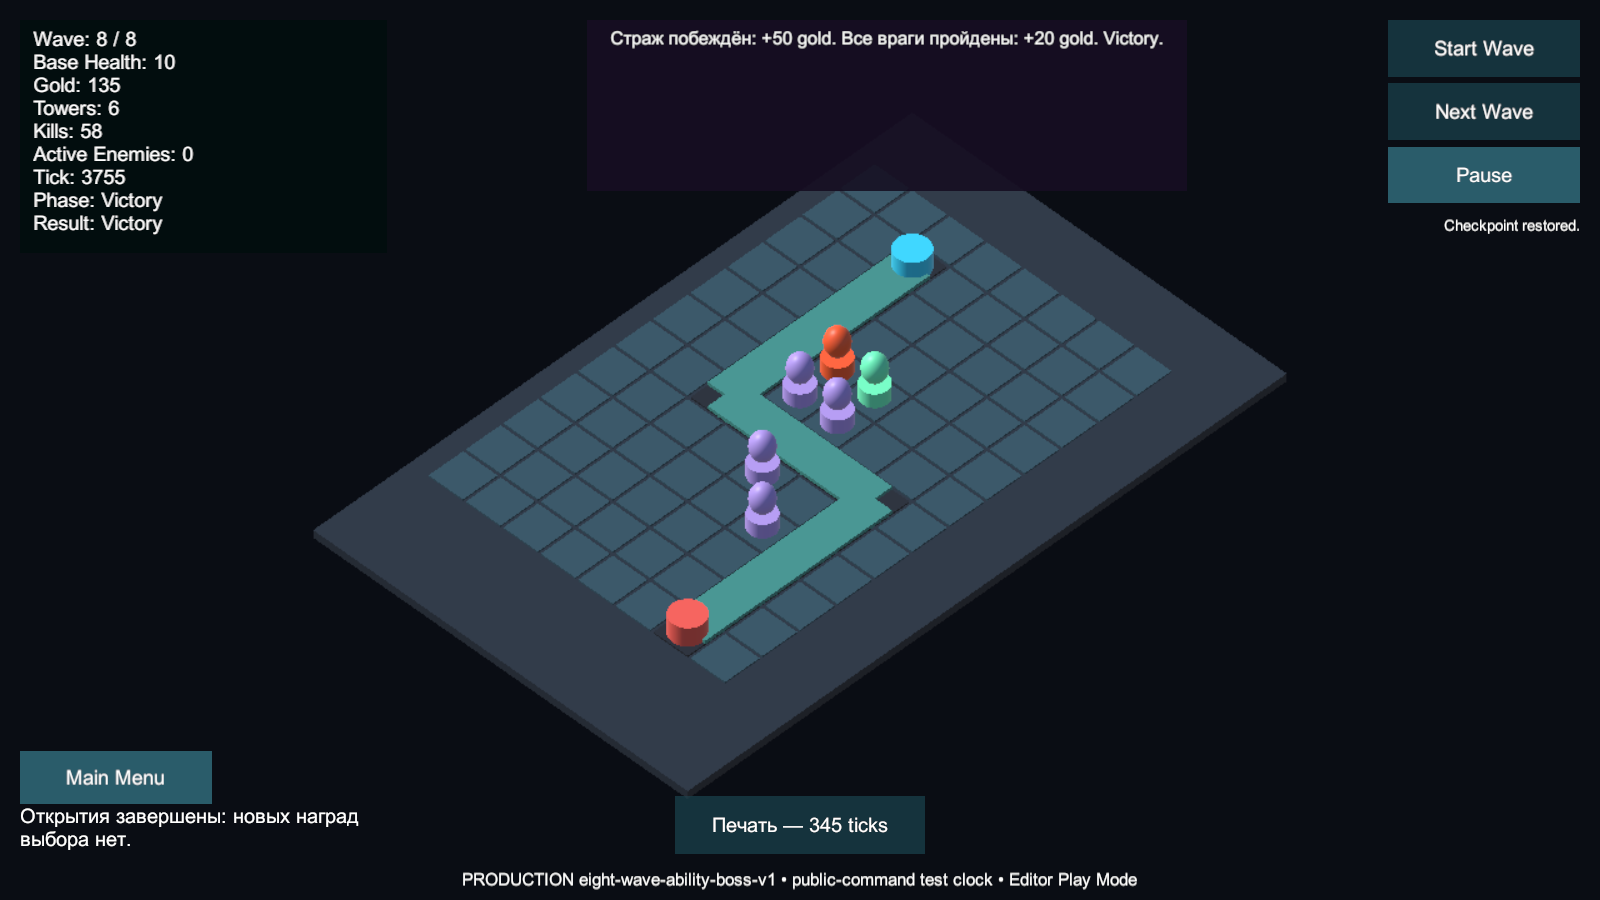 Wave: 8 / 8
Base Health: 10
Gold: 135
Towers: 6
Kills: 58
Active Enemies: 0
Tick: 3755
Phase: Victory
Result: Victory
Страж побеждён: +50 gold. Все враги пройдены: +20 gold. Victory.
Start Wave
Next Wave
Pause
Checkpoint restored.
Main Menu
Открытия завершены: новых наград
выбора нет.
Печать — 345 ticks
PRODUCTION eight-wave-ability-boss-v1 • public-command test clock • Editor Play Mode